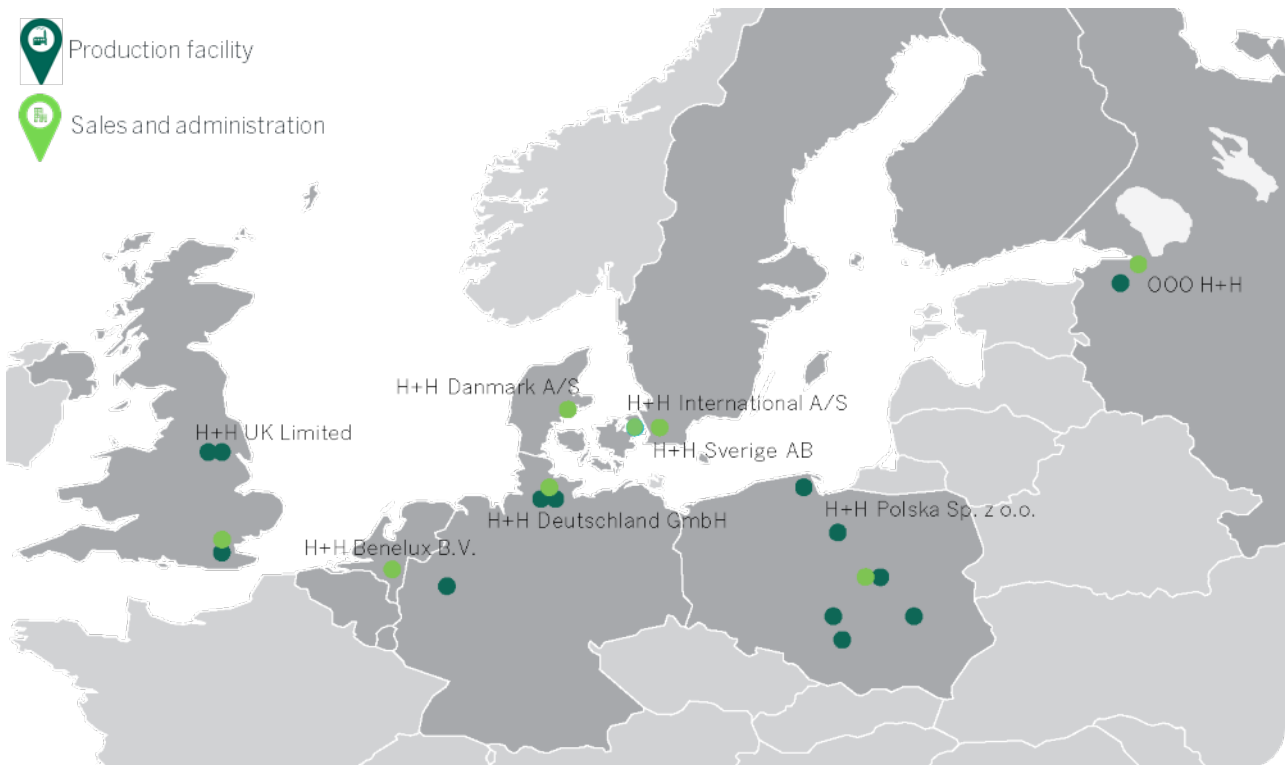 Production facility
Sales and administration
OOO H+H
H+H Danmark A/S
H+H International A/S
H+H UK Limited
H+H Sverige AB
H+H Polska Sp. z o.o.
H+H Deutschland GmbH
H+H Benelux B.V.